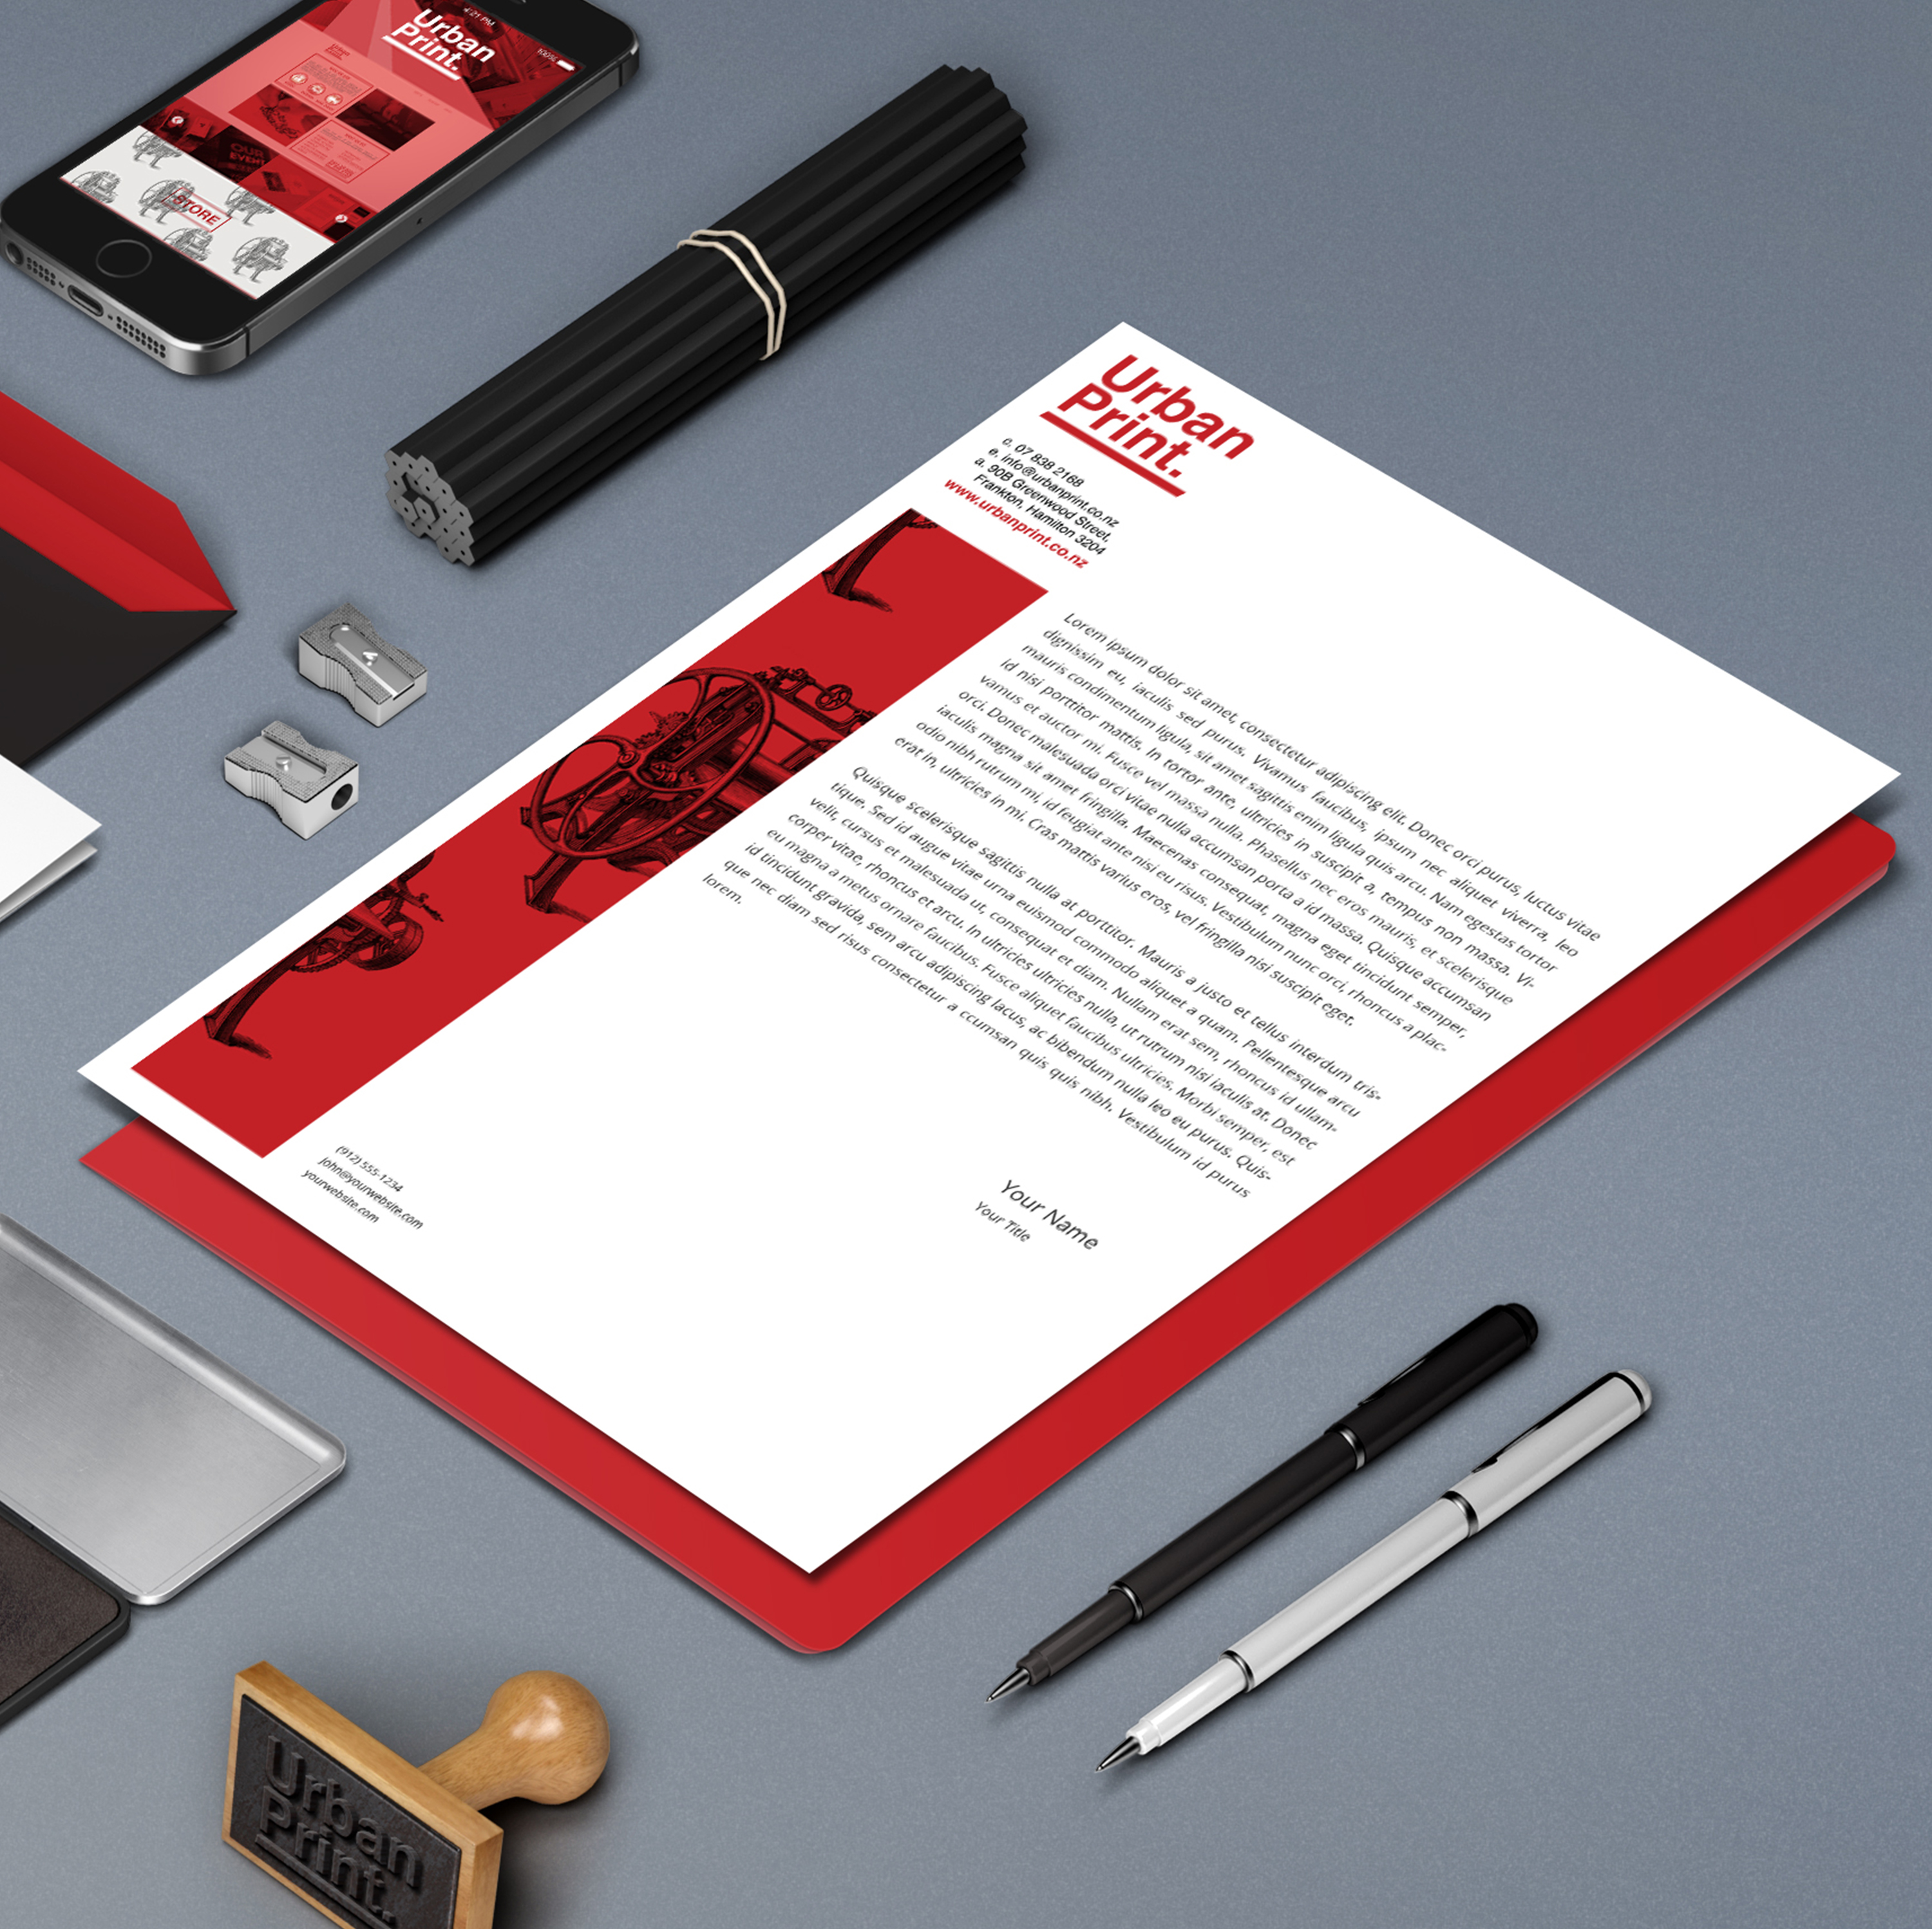 4:21 PM
100%
Urban
Print.
OUR
EVENT
STORE
Urban
Print.
c. 07 838 2168
e. info@urbanprint.co.nz
a. 90B Greenwood Street,
Frankton, Hamilton 3204
www.urbanprint.co.nz
Lorem ipsum dolor sit amet, consectetur adipiscing elit. Donec orci purus, luctus vitae
dignissim eu, iaculis sed purus. Vivamus faucibus, ipsum nec aliquet viverra, leo
mauris condimentum ligula, sit amet sagittis enim ligula quis arcu. Nam egestas tortor
id nisi porttitor mattis. In tortor ante, ultricies in suscipit a, tempus non massa. Vi-
vamus et auctor mi. Fusce vel massa nulla. Phasellus nec eros mauris, et scelerisque
orci. Donec malesuada orci vitae nulla accumsan porta a id massa. Quisque accumsan
iaculis magna sit amet fringilla. Maecenas consequat, magna eget tincidunt semper,
odio nibh rutrum mi, id feugiat ante nisi eu risus. Vestibulum nunc orci, rhoncus a plac-
erat in, ultricies in mi. Cras mattis varius eros, vel fringilla nisi suscipit eget.
Quisque scelerisque sagittis nulla at porttitor. Mauris a justo et tellus interdum tris-
tique. Sed id augue vitae urna euismod commodo aliquet a quam. Pellentesque arcu
velit, cursus et malesuada ut, consequat et diam. Nullam erat sem, rhoncus id ullam-
corper vitae, rhoncus et arcu. In ultricies ultricies nulla, ut rutrum nisi iaculis at. Donec
eu magna a metus ornare faucibus. Fusce aliquet faucibus ultricies. Morbi semper, est
id tincidunt gravida, sem arcu adipiscing lacus, ac bibendum nulla leo eu purus. Quis-
que nec diam sed risus consectetur a ccumsan quis quis nibh. Vestibulum id purus
lorem.
Your Name
Your Title
(912) 555-1234
john@yourwebsite.com
yourwebsite.com
Urban
Print.